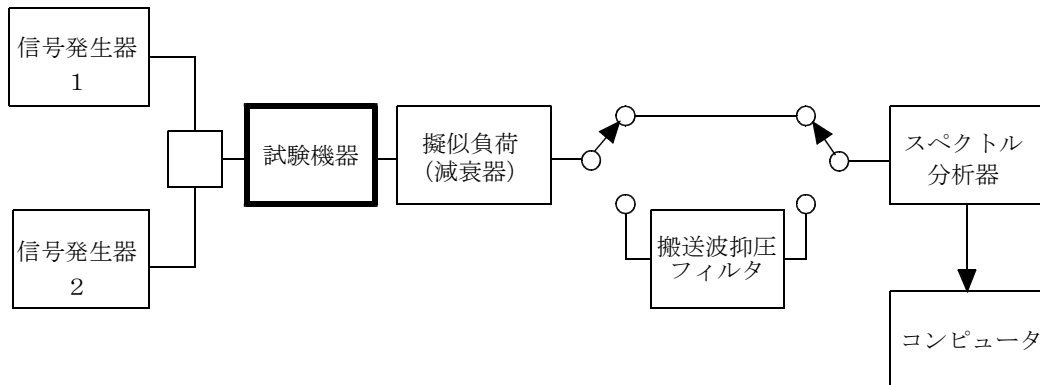 信号発生器
1
試験機器
擬似負荷
(減衰器)
スペクトル
分析器
信号発生器
2
搬送波抑圧
フィルタ
コンピュータ